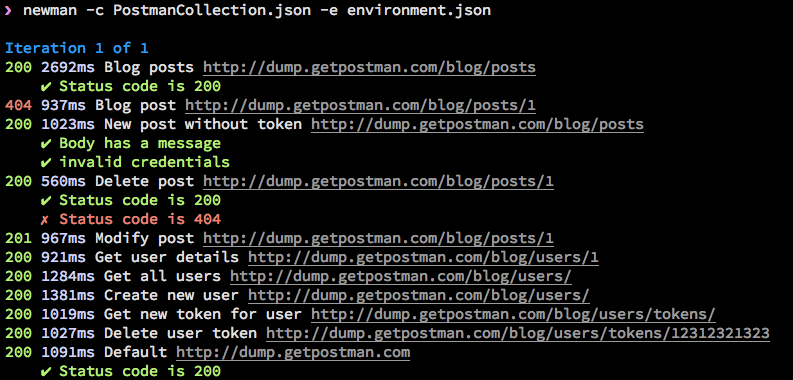 ❯ newman -c PostmanCollection.json -e environment.json
Iteration 1 of 1
200 2692ms Blog posts http://dump.getpostman.com/blog/posts
✔ Status code is 200
404 937ms Blog post http://dump.getpostman.com/blog/posts/1
200 1023ms New post without token http://dump.getpostman.com/blog/posts
✔ Body has a message
✔ invalid credentials
200 560ms Delete post http://dump.getpostman.com/blog/posts/1
✔ Status code is 200
✗ Status code is 404
201 967ms Modify post http://dump.getpostman.com/blog/posts/1
200 921ms Get user details http://dump.getpostman.com/blog/users/1
200 1284ms Get all users http://dump.getpostman.com/blog/users/
200 1381ms Create new user http://dump.getpostman.com/blog/users/
200 1019ms Get new token for user http://dump.getpostman.com/blog/users/tokens/
200 1027ms Delete user token http://dump.getpostman.com/blog/users/tokens/12312321323
200 1091ms Default http://dump.getpostman.com
✔ Status code is 200